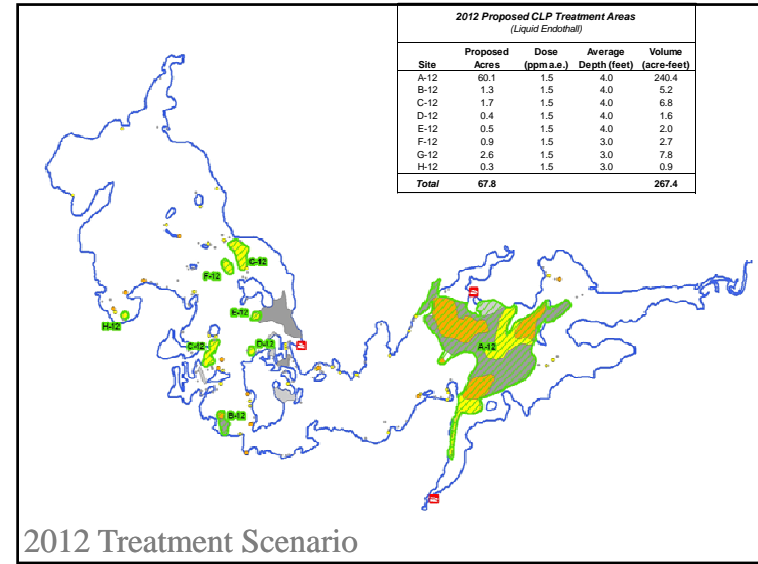 2012 Proposed CLP Treatment Areas
(Liquid Endothall)
Site Proposed Acres Dose (ppm a.e.) Average Depth (feet) Volume (acre-feet)
A-12 60.1 1.5 4.0 240.4
B-12 1.3 1.5 4.0 5.2
C-12 1.7 1.5 4.0 6.8
D-12 0.4 1.5 4.0 1.6
E-12 0.5 1.5 4.0 2.0
F-12 0.9 1.5 3.0 2.7
G-12 2.6 1.5 3.0 7.8
H-12 0.3 1.5 3.0 0.9
Total 67.8 267.4
G-12
F-12
E-12
H-12
C-12
D-12
A-12
B-12
2012 Treatment Scenario